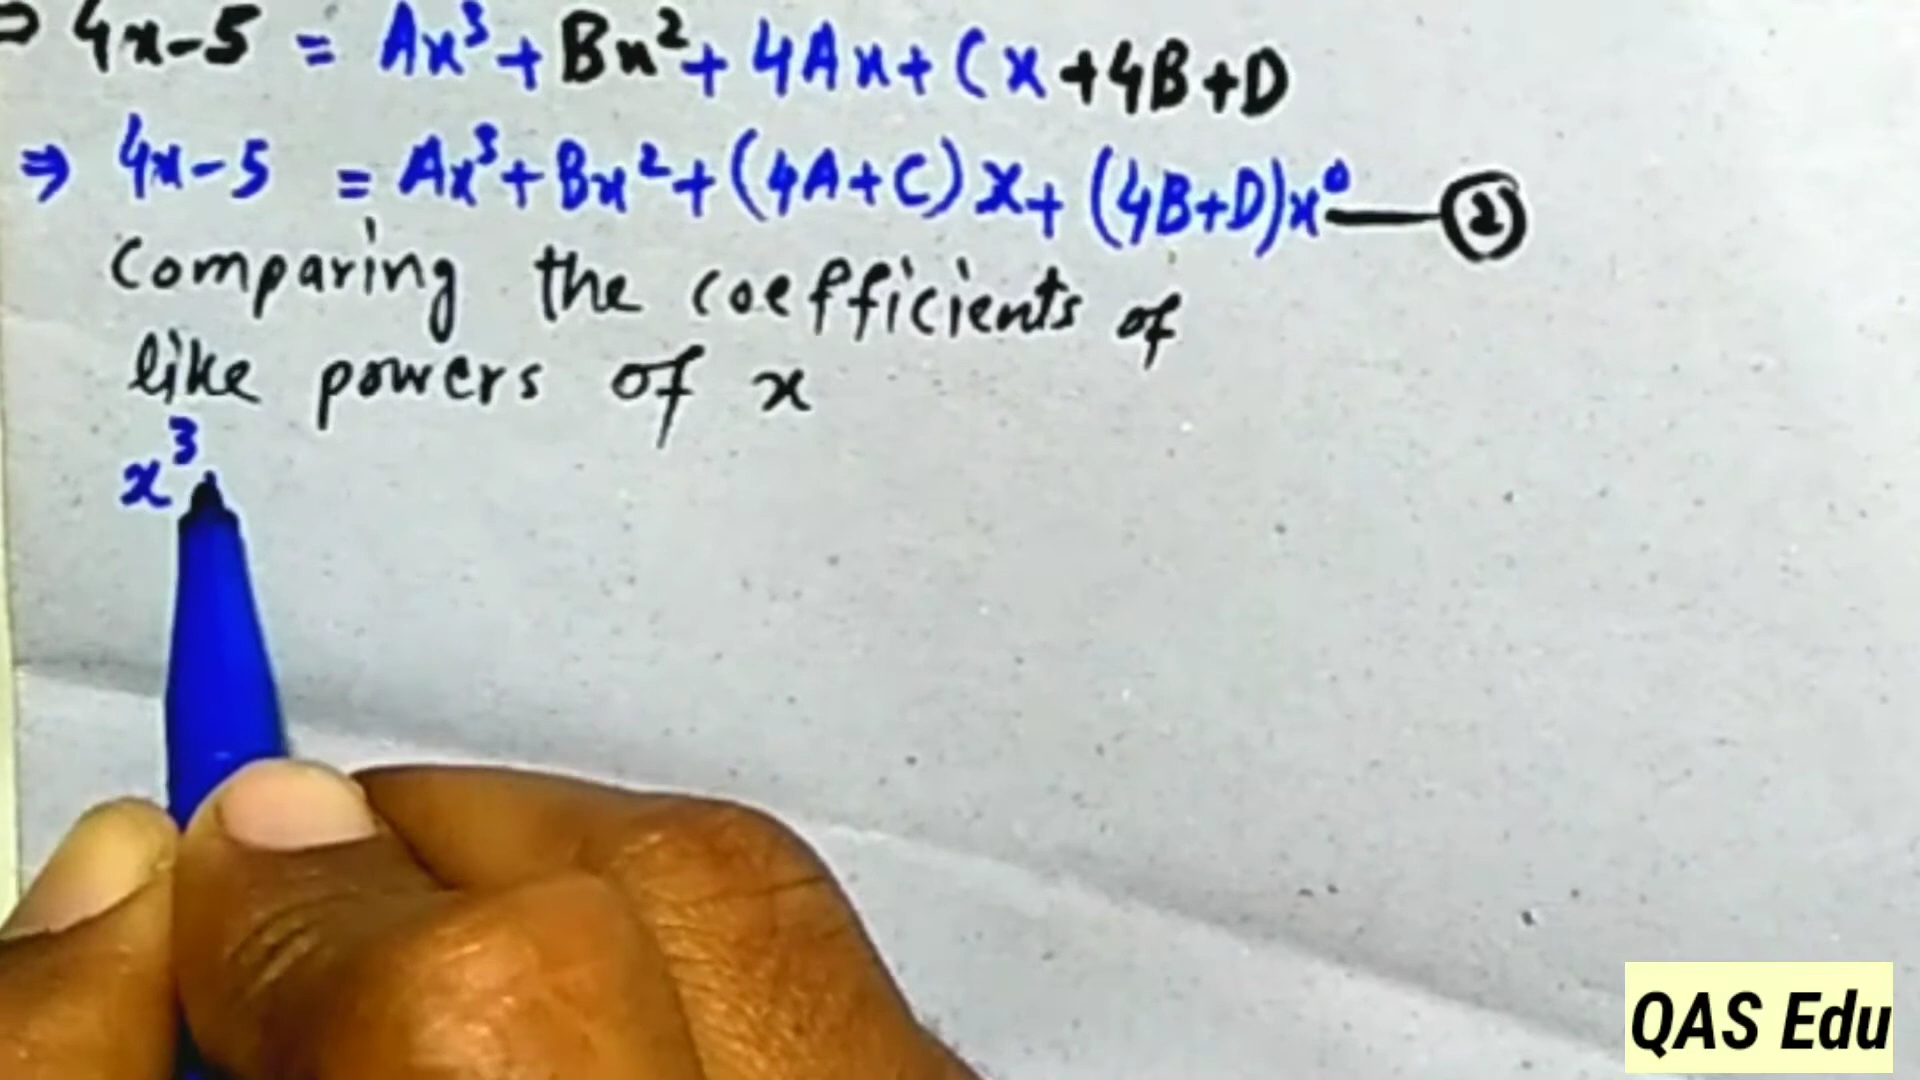 ⇒ 4x-5 = Ax³+Bx²+4Ax+Cx+4B+D
⇒ 4x-5 = Ax³+Bx²+(4A+C)x+(4B+D)x⁰—②
Comparing the coefficients of
like powers of x
x³
QAS Edu